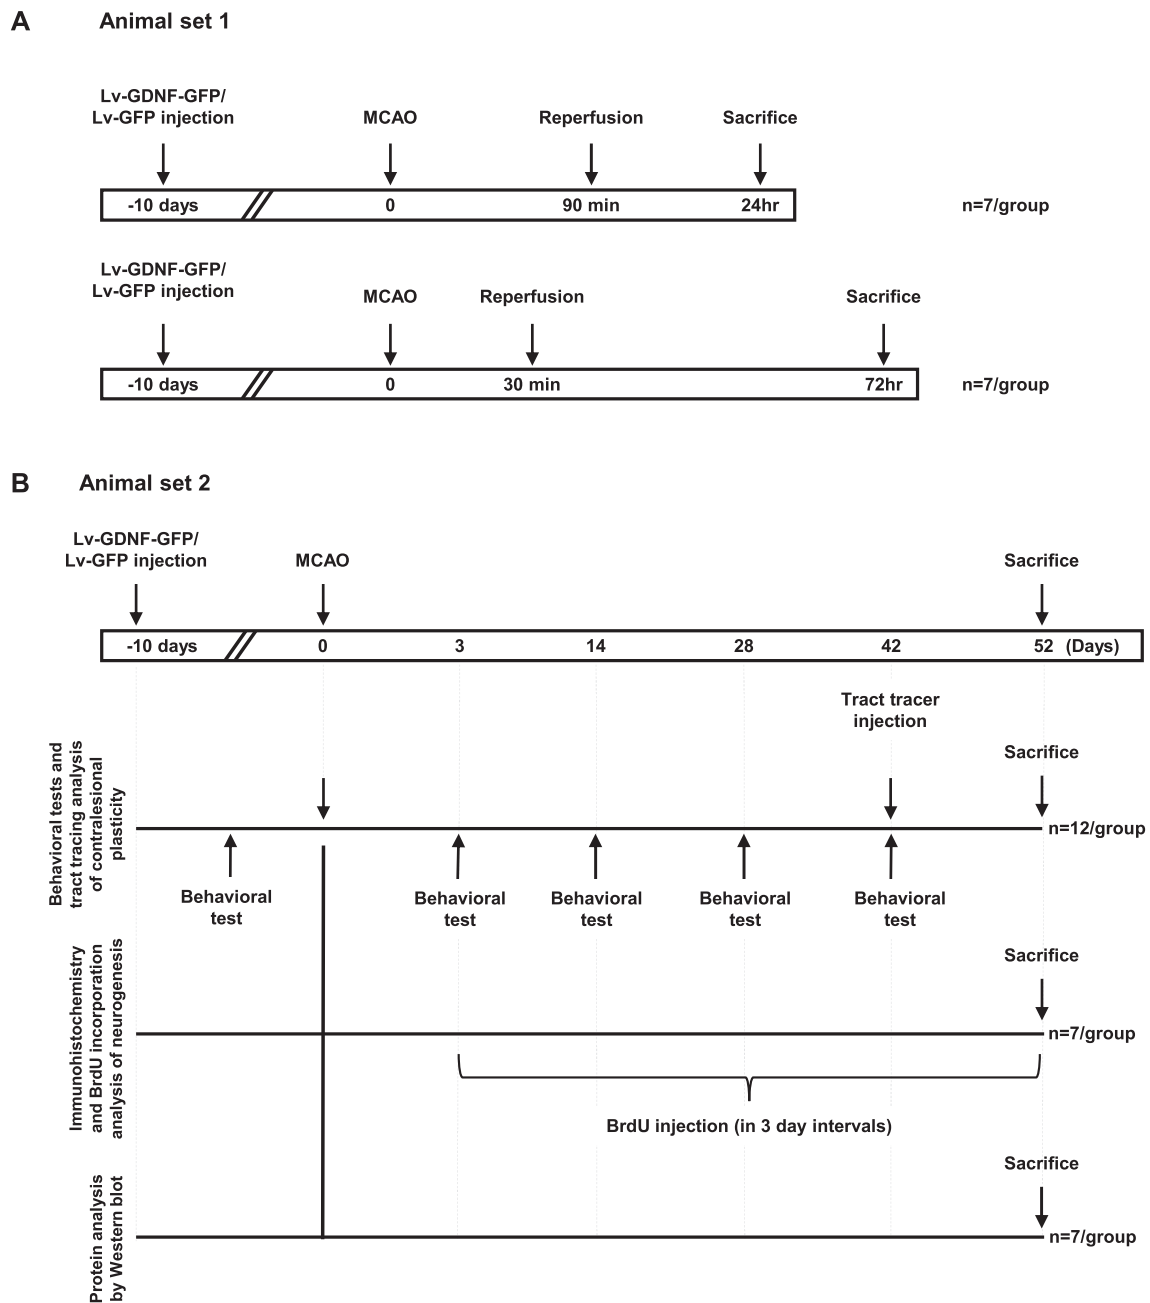 A
Animal set 1
Lv-GDNF-GFP/
Lv-GFP injection
MCAO
Reperfusion
Sacrifice
-10 days
0
90 min
24hr
n=7/group
Lv-GDNF-GFP/
Lv-GFP injection
MCAO
Reperfusion
Sacrifice
-10 days
0
30 min
72hr
n=7/group
B
Animal set 2
Lv-GDNF-GFP/
Lv-GFP injection
MCAO
Sacrifice
-10 days
0
3
14
28
42
52 (Days)
Tract tracer
injection
Sacrifice
Behavioral tests and
tract tracing analysis
of contralesional
plasticity
n=12/group
Behavioral
test
Behavioral
test
Behavioral
test
Behavioral
test
Behavioral
test
Sacrifice
Immunohistochemistry
and BrdU incorporation
analysis of neurogenesis
n=7/group
BrdU injection (in 3 day intervals)
Sacrifice
Protein analysis
by Western blot
n=7/group